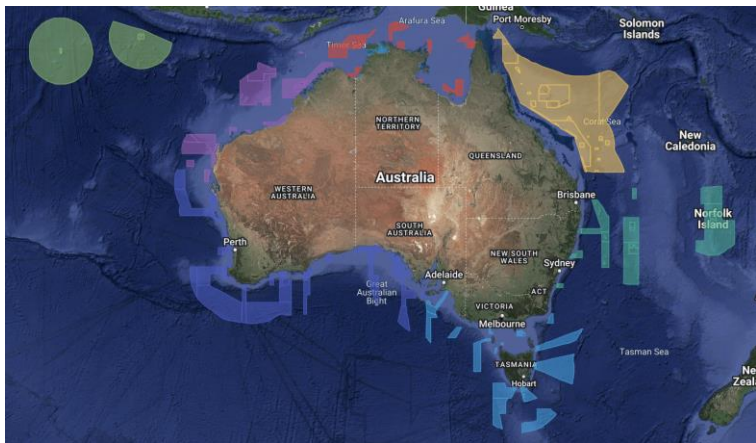 Guinea
Arafura Sea
Port Moresby
Solomon
Islands
Timor Sea
Coral Sea
NORTHERN
TERRITORY
New
Caledonia
QUEENSLAND
Australia
WESTERN
AUSTRALIA
Brisbane
Norfolk
Island
SOUTH
AUSTRALIA
Perth
NEW SOUTH
WALES
Sydney
Adelaide
Great
Australian
Bight
ACT
VICTORIA
Melbourne
Tasman Sea
TASMANIA
Hobart
Ne
Zeal